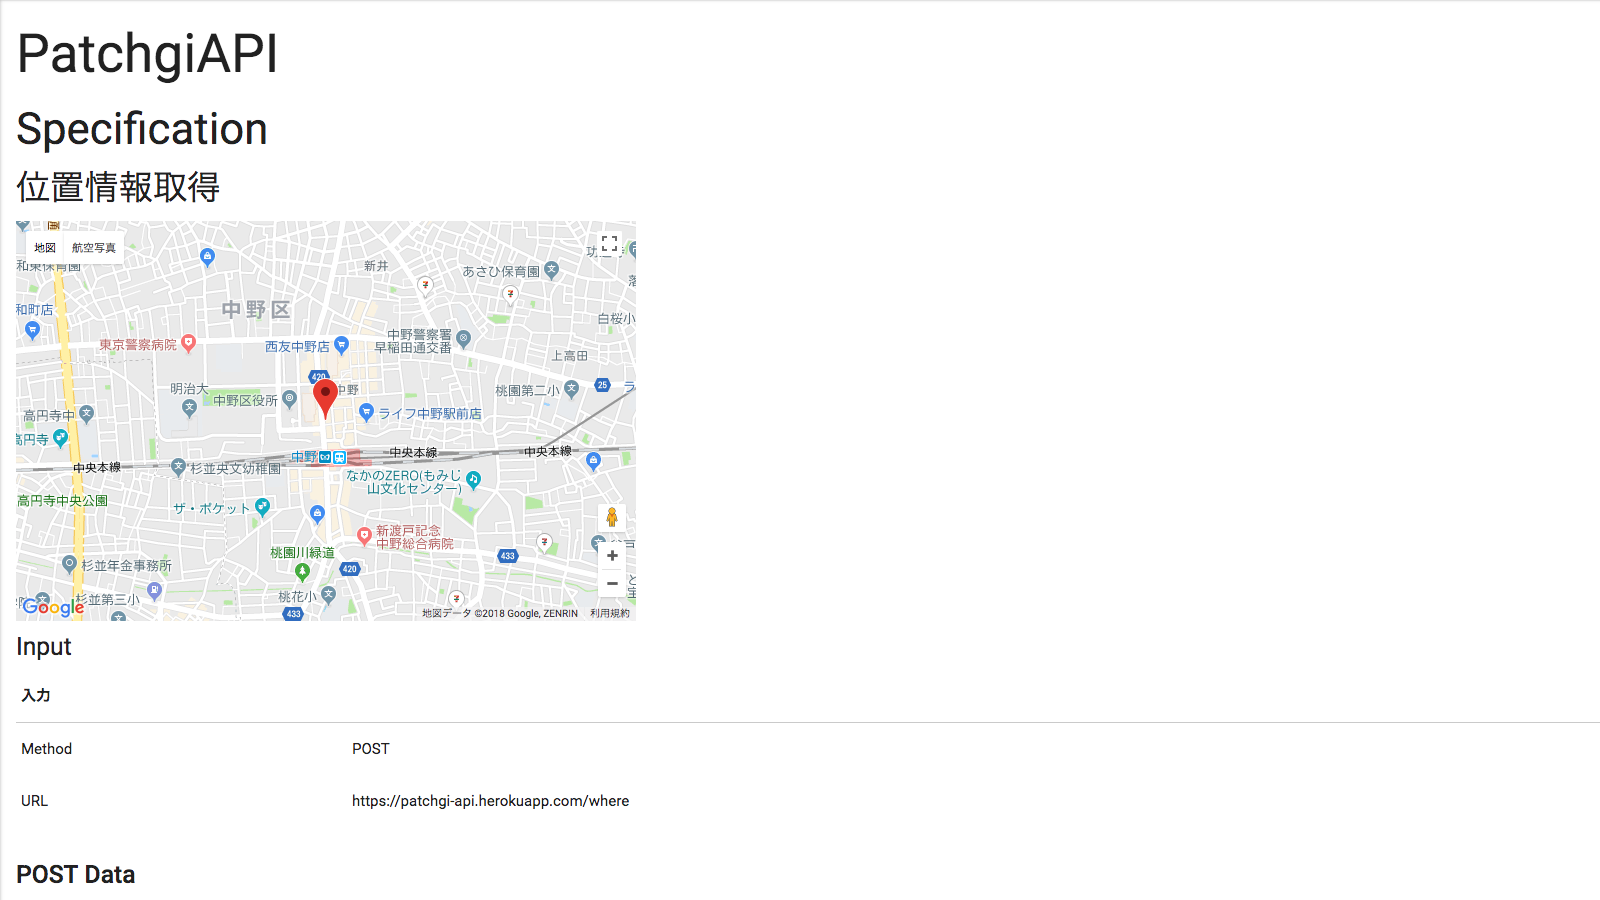 PatchgiAPI
Specification
位置情報取得
地図
航空写真
新井
あさひ保育園
和町店
中野区
白桜小
東京警察病院
西友中野店
中野警察署
早稲田通交番
上高田
420
中野
25
明治大
中野区役所
桃園第二小
高円寺中
ライフ中野駅前店
高円寺
中央本線
中野
中央本線
中央本線
杉並央文幼稚園
なかのZERO(もみじ
山文化センター)
高円寺中央公園
ザ・ポケット
新渡戸記念
中野総合病院
桃園川緑道
433
420
杉並年金事務所
桃花小
杉並第三小
433
Google
地図データ ©2018 Google, ZENRIN
利用規約
Input
入力
Method
POST
URL
https://patchgi-api.herokuapp.com/where
POST Data